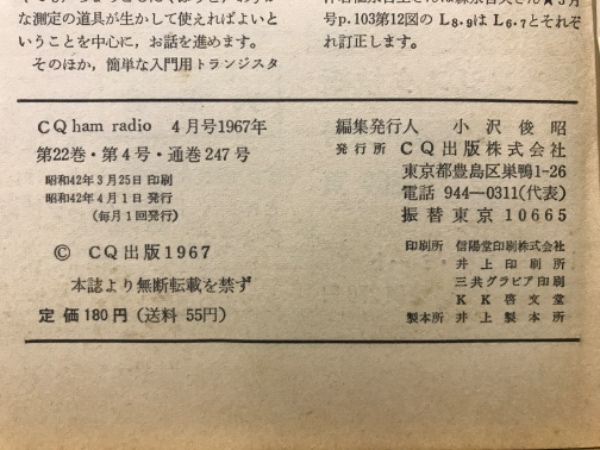 な測定の道具が生かして使えればよいと
いうことを中心に，お話を進めます。
そのほか，簡単な入門用トランジスタ
号p.103第12図の L₈·₉は L₆·₇とそれぞ
れ訂正します。
CQ ham radio 4月号1967年
第22巻・第4号・通巻247号
昭和42年3月25日 印刷
昭和42年4月1日 発行
(毎月1回発行)
© CQ出版1967
本誌より無断転載を禁ず
定価180円（送料 55円）
編集発行人 小沢俊昭
発行所 CQ出版株式会社
東京都豊島区巣鴨1-26
電話 944—0311(代表)
振替東京10665
印刷所 信陽堂印刷株式会社
井上印刷所
三共グラビア印刷
KK啓文堂
製本所 井上製本所